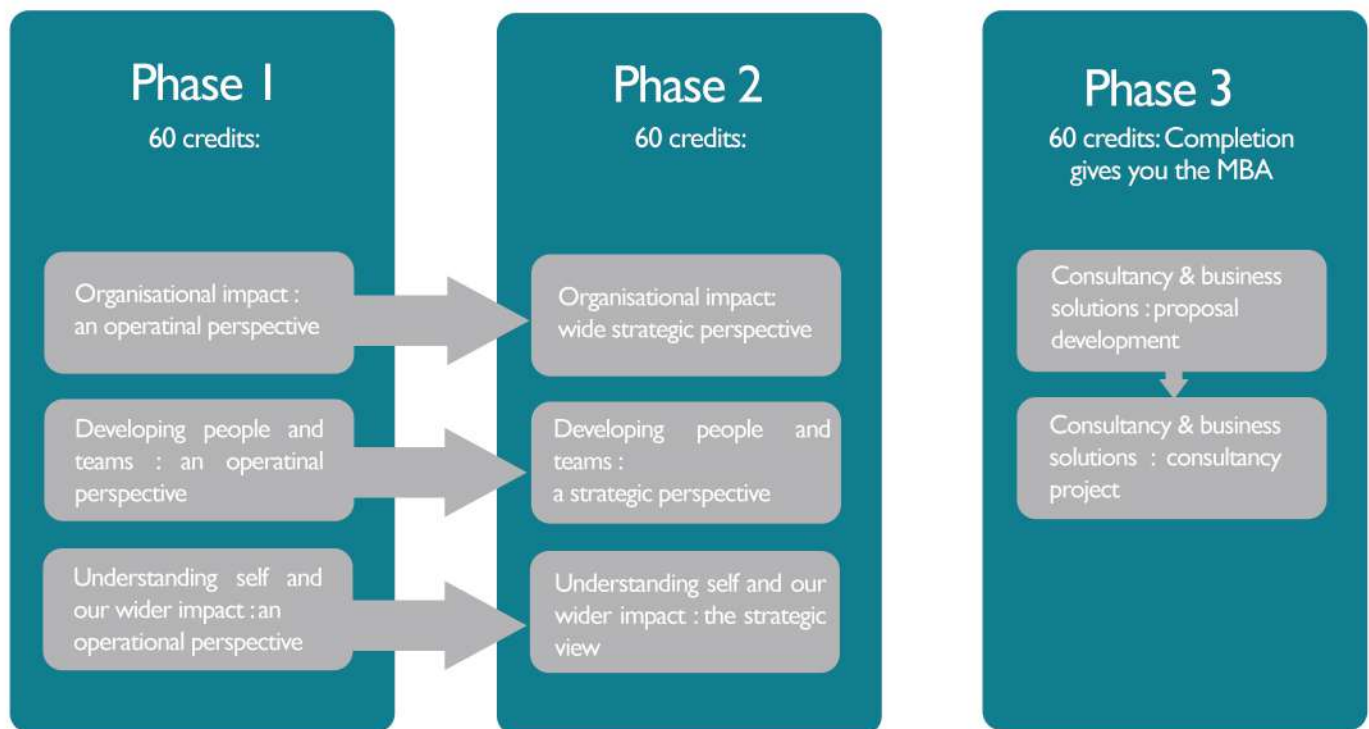 Phase 1
60 credits:
Organisational impact :
an operatinal perspective
Developing people and
teams : an operatinal
perspective
Understanding self and
our wider impact : an
operational perspective
Phase 2
60 credits:
Organisational impact:
wide strategic perspective
Developing people and
teams :
a strategic perspective
Understanding self and our
wider impact : the strategic
view
Phase 3
60 credits: Completion
gives you the MBA
Consultancy & business
solutions : proposal
development
Consultancy & business
solutions : consultancy
project